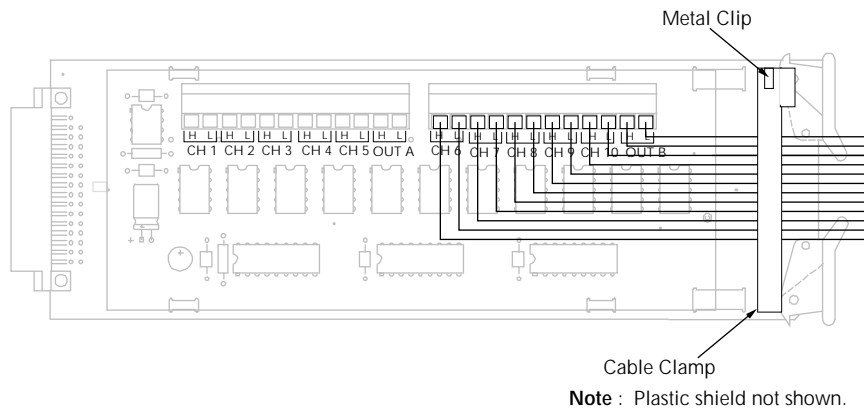 Metal Clip
H L H L H L H L H L H L H L H L H L H L H L H L
CH 1 CH 2 CH 3 CH 4 CH 5 OUT A CH 6 CH 7 CH 8 CH 9 CH 10 OUT B
Cable Clamp
Note : Plastic shield not shown.